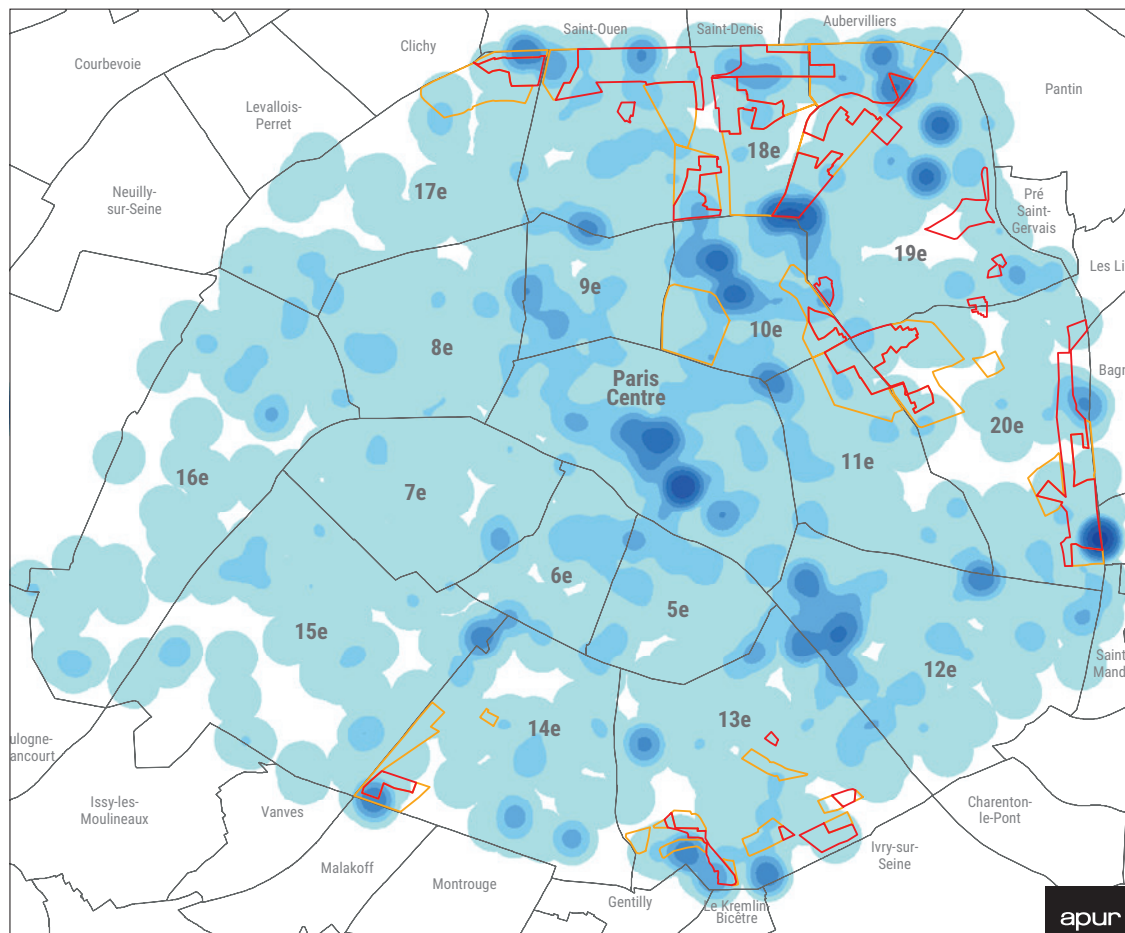 Aubervilliers
Saint-Ouen
Saint-Denis
Clichy
Courbevoie
Pantin
Levallois-
Perret
18e
17e
Neuilly-
sur-Seine
Pré
Saint-
Gervais
19e
Les Li
9e
10e
8e
Paris
Centre
Bagn
20e
11e
16e
7e
6e
5e
15e
12e
Saint
Mand
13e
14e
ulogne-
ancourt
Issy-les-
Moulineaux
Vanves
Charenton-
le-Pont
Ivry-sur-
Seine
Malakoff
Montrouge
Gentilly
Le Kremlin-
Bicêtre
apur